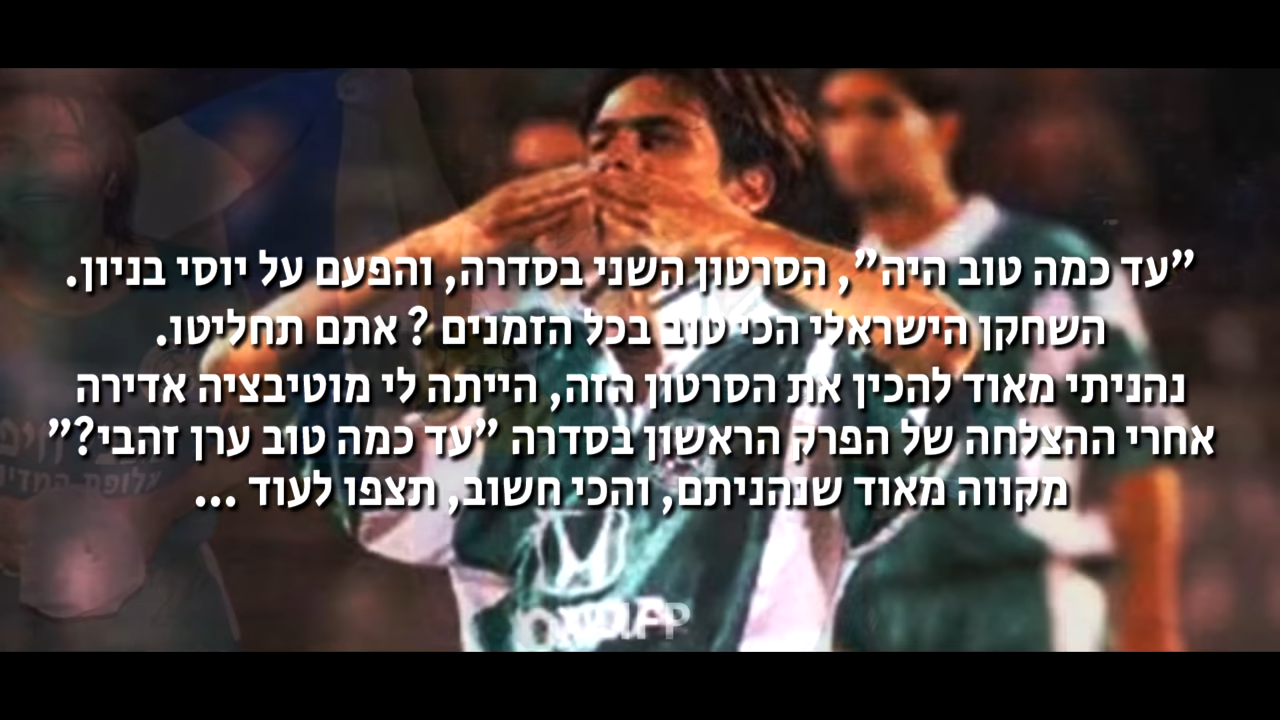 ”עד כמה טוב היה”, הסרטון השני בסדרה, והפעם על יוסי בניון.
השחקן הישראלי הכי טוב בכל הזמנים ? אתם תחליטו.
נהניתי מאוד להכין את הסרטון הזה, הייתה לי מוטיבציה אדירה
אחרי ההצלחה של הפרק הראשון בסדרה ”עד כמה טוב ערן זהבי?”
מקווה מאוד שנהניתם, והכי חשוב, תצפו לעוד ...